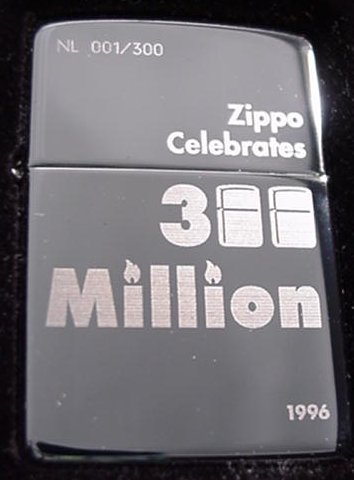 NL 001/300
Zippo
Celebrates
300
Million
1996